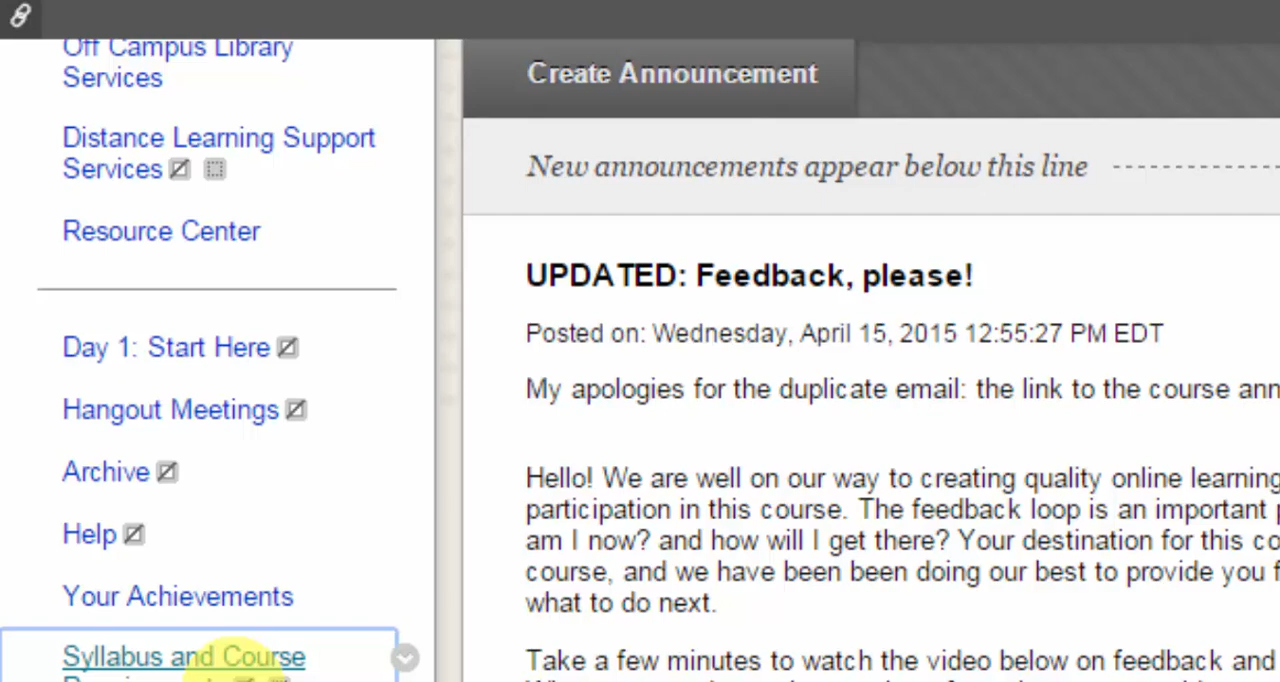 Off Campus Library
Services
Distance Learning Support
Services
Resource Center
Day 1: Start Here
Hangout Meetings
Archive
Help
Your Achievements
Syllabus and Course
Create Announcement
New announcements appear below this line
UPDATED: Feedback, please!
Posted on: Wednesday, April 15, 2015 12:55:27 PM EDT
My apologies for the duplicate email: the link to the course ann
Hello! We are well on our way to creating quality online learning
participation in this course. The feedback loop is an important p
am I now? and how will I get there? Your destination for this co
course, and we have been been doing our best to provide you f
what to do next.
Take a few minutes to watch the video below on feedback and